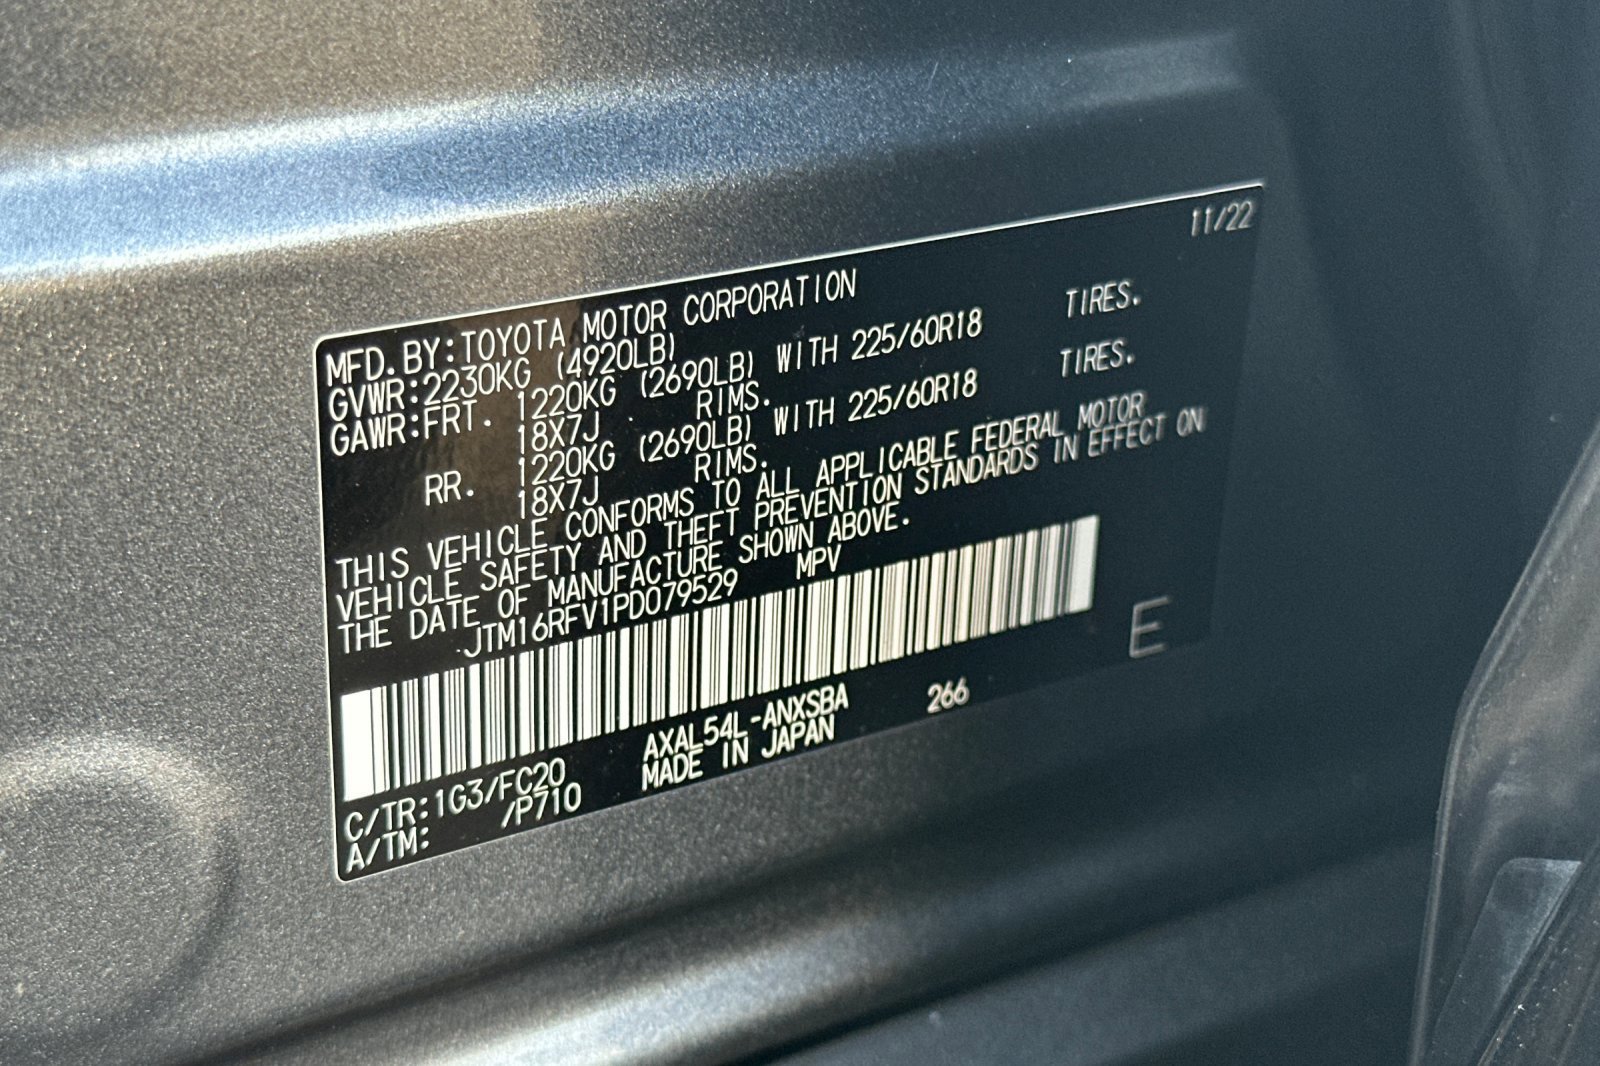 11/22
MFD. BY: TOYOTA MOTOR CORPORATION
GVWR: 2230KG (4920LB)
GAWR: FRT. 1220KG (2690LB) WITH 225/60R18 TIRES.
18X7J RIMS.
RR. 1220KG (2690LB) WITH 225/60R18 TIRES.
18X7J RIMS.
THIS VEHICLE CONFORMS TO ALL APPLICABLE FEDERAL MOTOR
VEHICLE SAFETY AND THEFT PREVENTION STANDARDS IN EFFECT ON
THE DATE OF MANUFACTURE SHOWN ABOVE.
JTM16RFV1PD079529 MPV
E
C/TR: 1G3/FC20 AXAL54L-ANXSBA 266
A/TM: /P710 MADE IN JAPAN